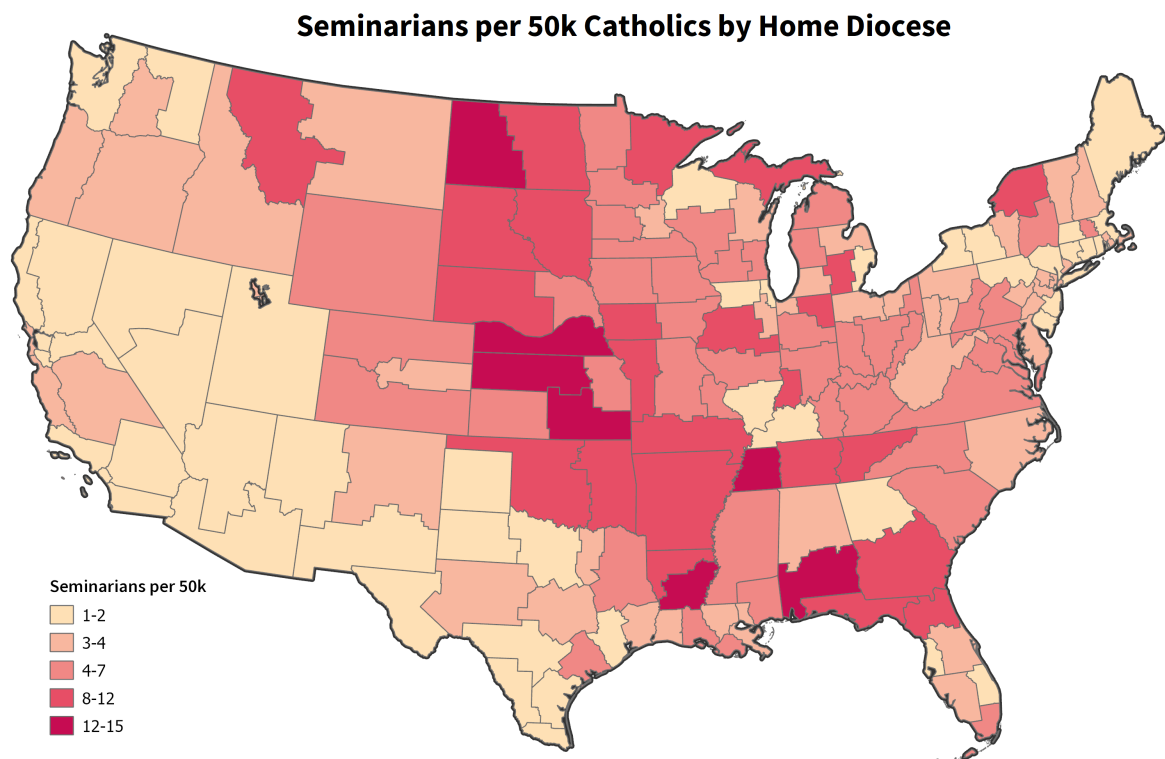 Seminarians per 50k Catholics by Home Diocese
Seminarians per 50k
1-2
3-4
4-7
8-12
12-15